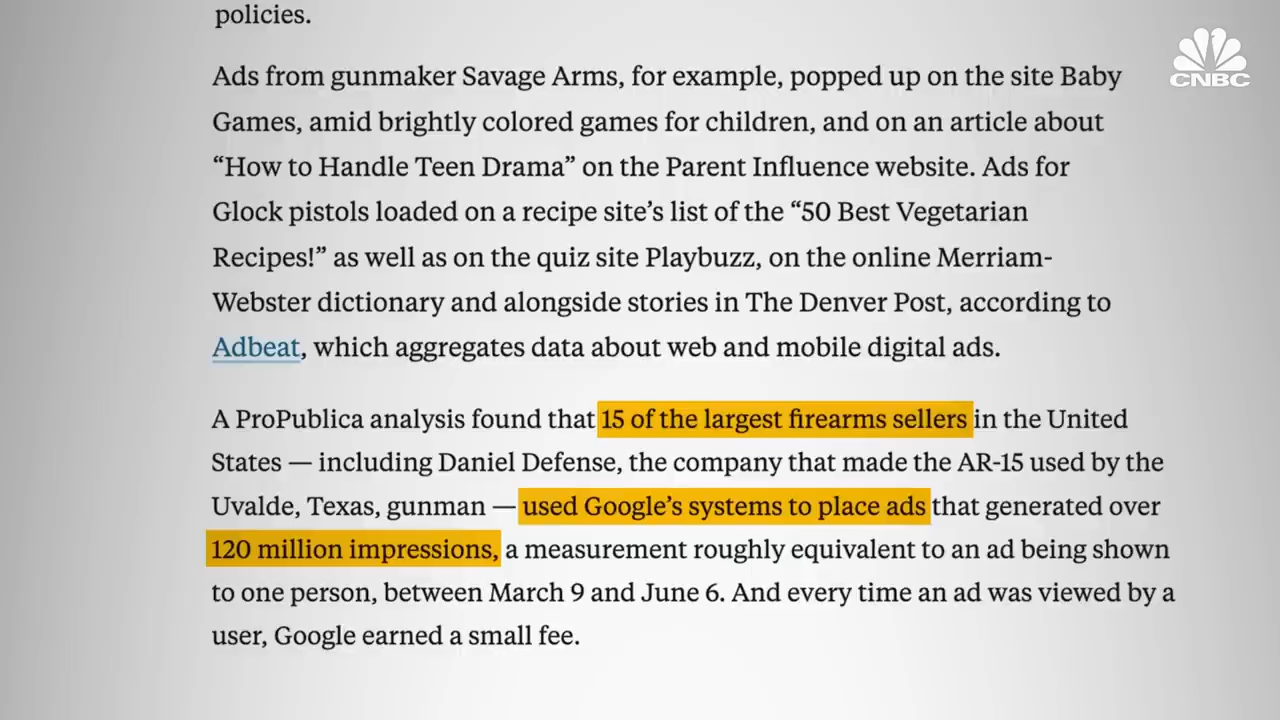 policies.
CNBC
Ads from gunmaker Savage Arms, for example, popped up on the site Baby
Games, amid brightly colored games for children, and on an article about
“How to Handle Teen Drama” on the Parent Influence website. Ads for
Glock pistols loaded on a recipe site’s list of the “50 Best Vegetarian
Recipes!” as well as on the quiz site Playbuzz, on the online Merriam-
Webster dictionary and alongside stories in The Denver Post, according to
Adbeat, which aggregates data about web and mobile digital ads.
A ProPublica analysis found that 15 of the largest firearms sellers in the United
States — including Daniel Defense, the company that made the AR-15 used by the
Uvalde, Texas, gunman — used Google’s systems to place ads that generated over
120 million impressions, a measurement roughly equivalent to an ad being shown
to one person, between March 9 and June 6. And every time an ad was viewed by a
user, Google earned a small fee.